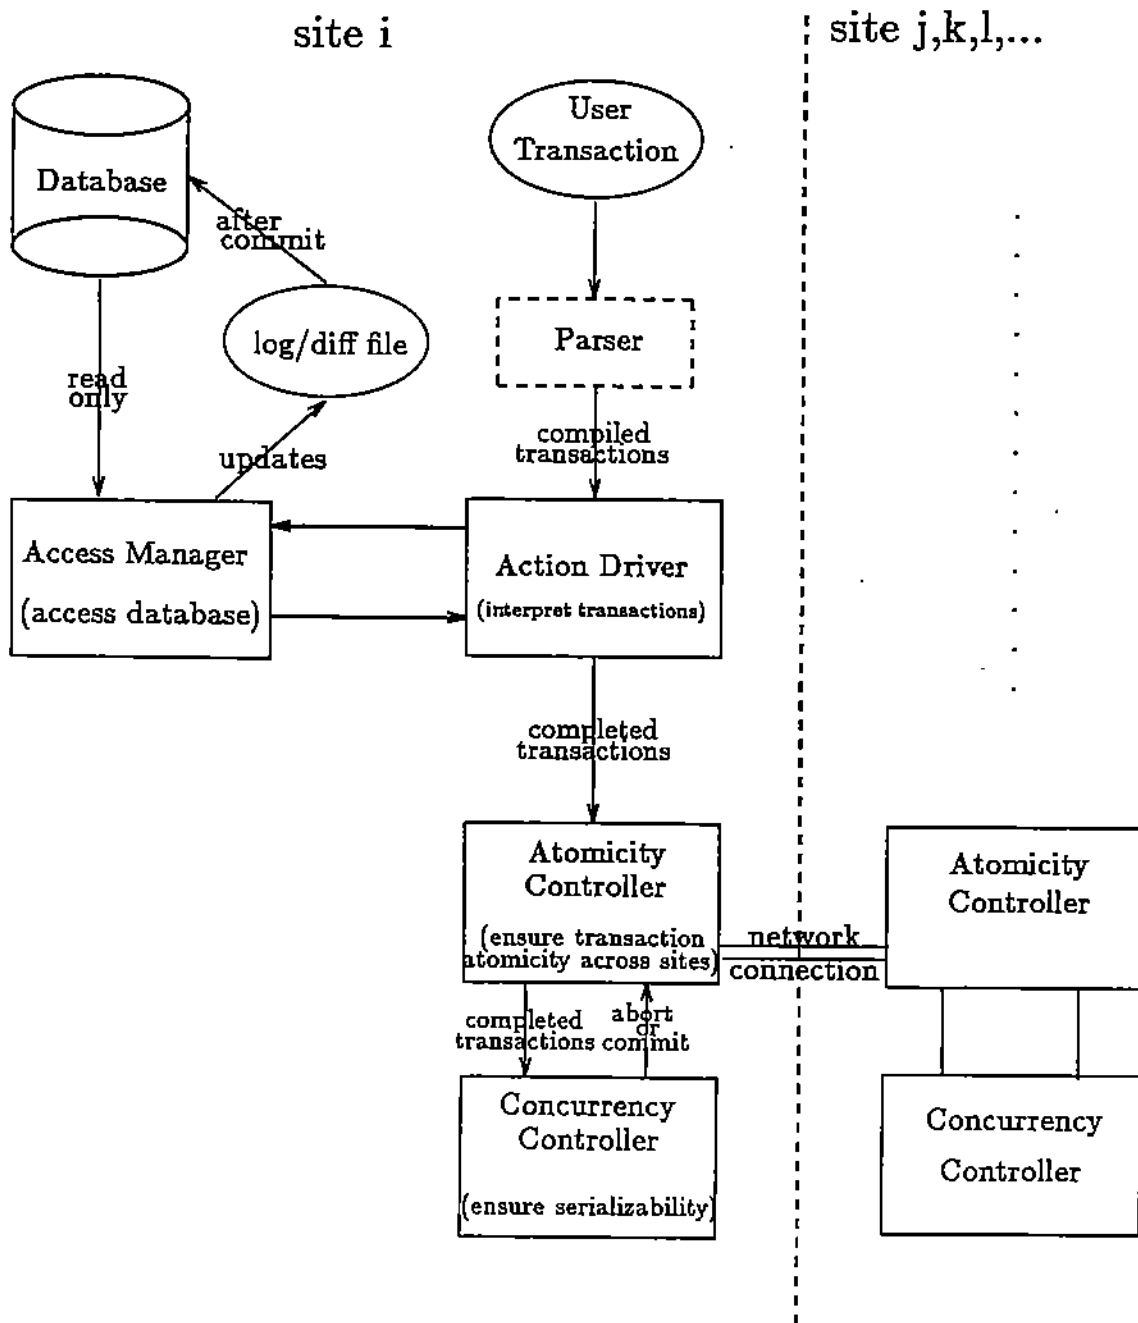 site i
site j,k,l,...
Database
User
Transaction
after
commit
log/diff file
Parser
read
only
updates
compiled
transactions
Access Manager
(access database)
Action Driver
(interpret transactions)
completed
transactions
Atomicity
Controller
(ensure transaction
atomicity across sites)
network
connection
Atomicity
Controller
completed
transactions
abort
or
commit
Concurrency
Controller
(ensure serializability)
Concurrency
Controller